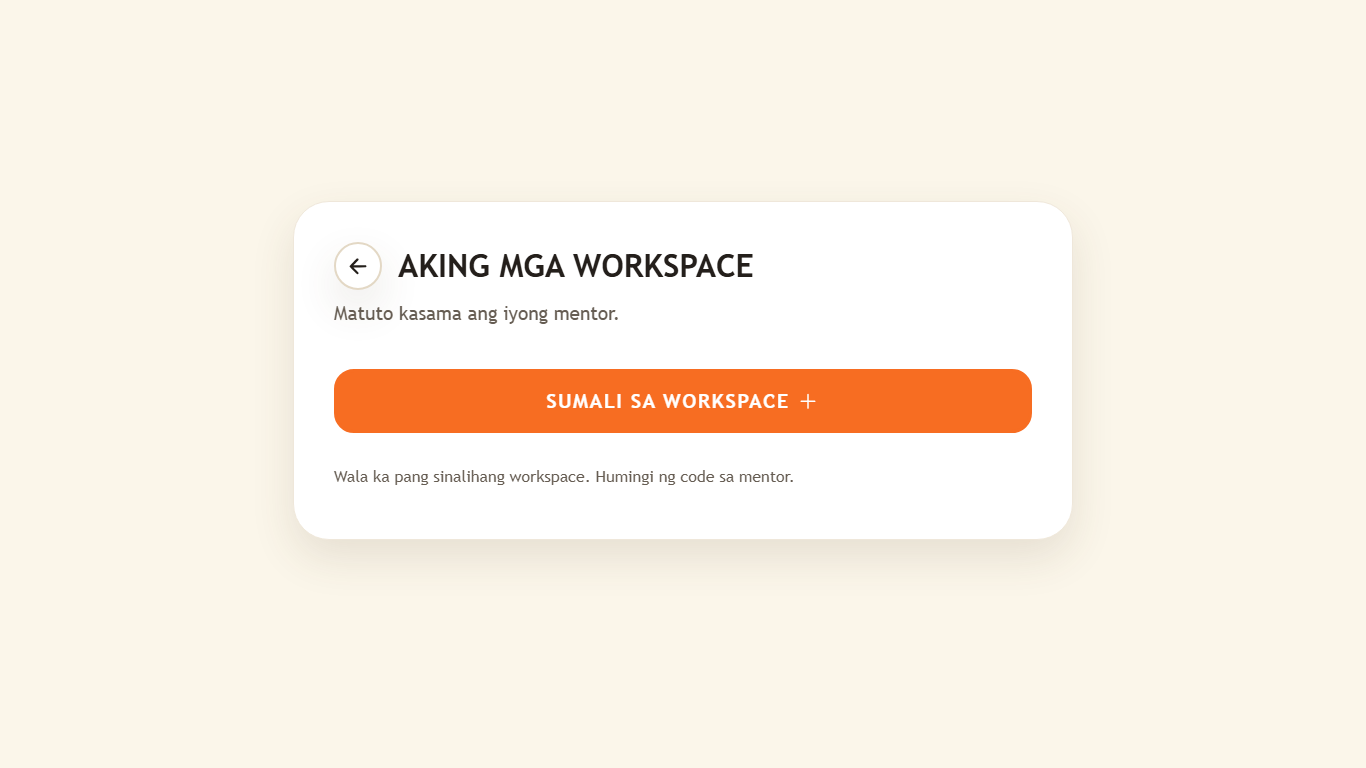 AKING MGA WORKSPACE
Matuto kasama ang iyong mentor.
SUMALI SA WORKSPACE +
Wala ka pang sinalihang workspace. Humingi ng code sa mentor.